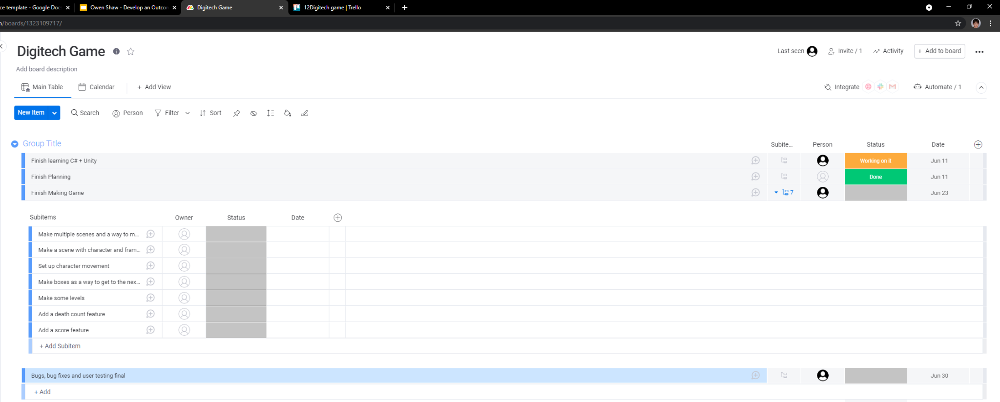 ce template - Google Docs
Owen Shaw - Develop an Outcor
Digitech Game
12Digitech game | Trello
/boards/1323109717/
Digitech Game
Last seen
Invite / 1
Activity
+ Add to board
Add board description
Main Table
Calendar
+ Add View
Integrate
Automate / 1
New Item
Search
Person
Filter
Sort
Group Title
Subite...
Person
Status
Date
Finish learning C# + Unity
Working on it
Jun 11
Finish Planning
Done
Jun 11
Finish Making Game
7
Jun 23
Subitems
Owner
Status
Date
Make multiple scenes and a way to m...
Make a scene with character and fram...
Set up character movement
Make boxes as a way to get to the nex...
Make some levels
Add a death count feature
Add a score feature
+ Add Subitem
Bugs, bug fixes and user testing final
Jun 30
+ Add